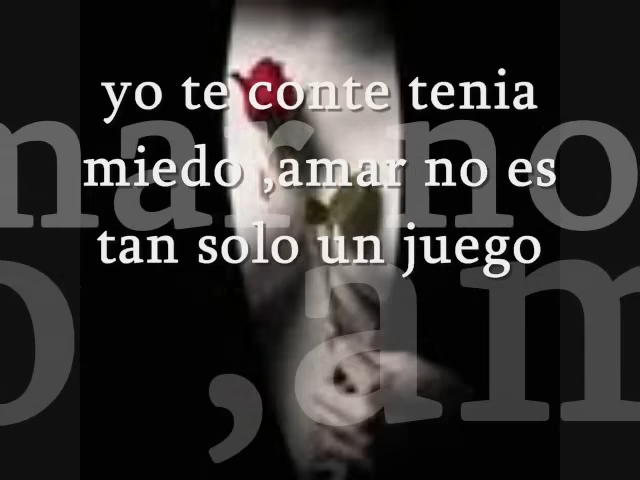 yo te conte tenia
miedo ,amar no es
tan solo un juego